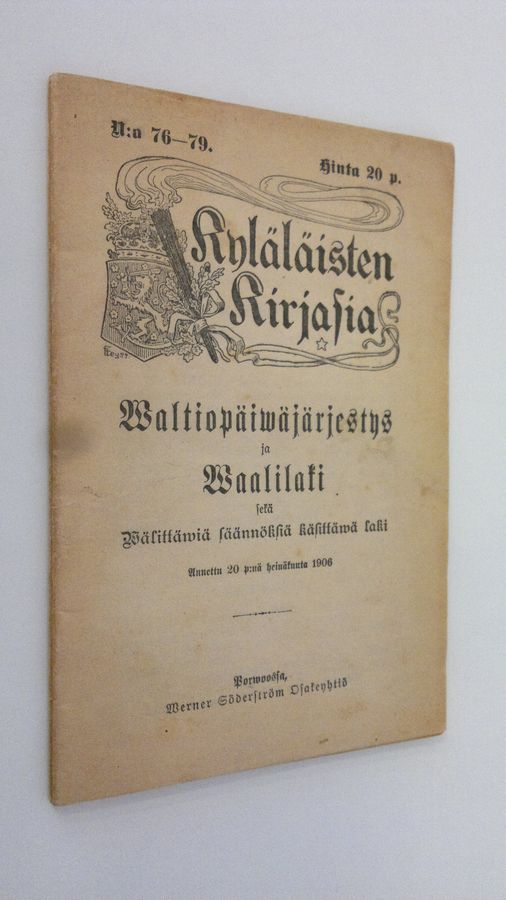 N:o 76—79.
Hinta 20 p.
Kyläläisten
Kirjasia
Waltiopäiwäjärjestys
ja
Waalilaki
sekä
Wälittäwiä säännöksiä käsittäwä laki
Annettu 20 p:nä heinäkuuta 1906
Porwoossa,
Werner Söderström Osakeyhtiö